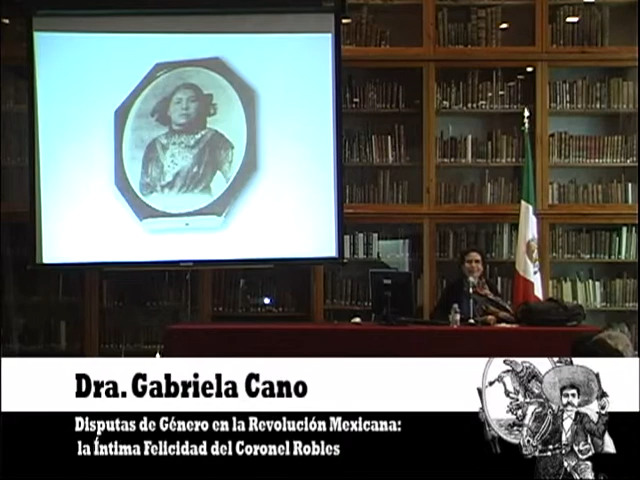 Dra. Gabriela Cano
Disputas de Género en la Revolución Mexicana:
la Íntima Felicidad del Coronel Robles